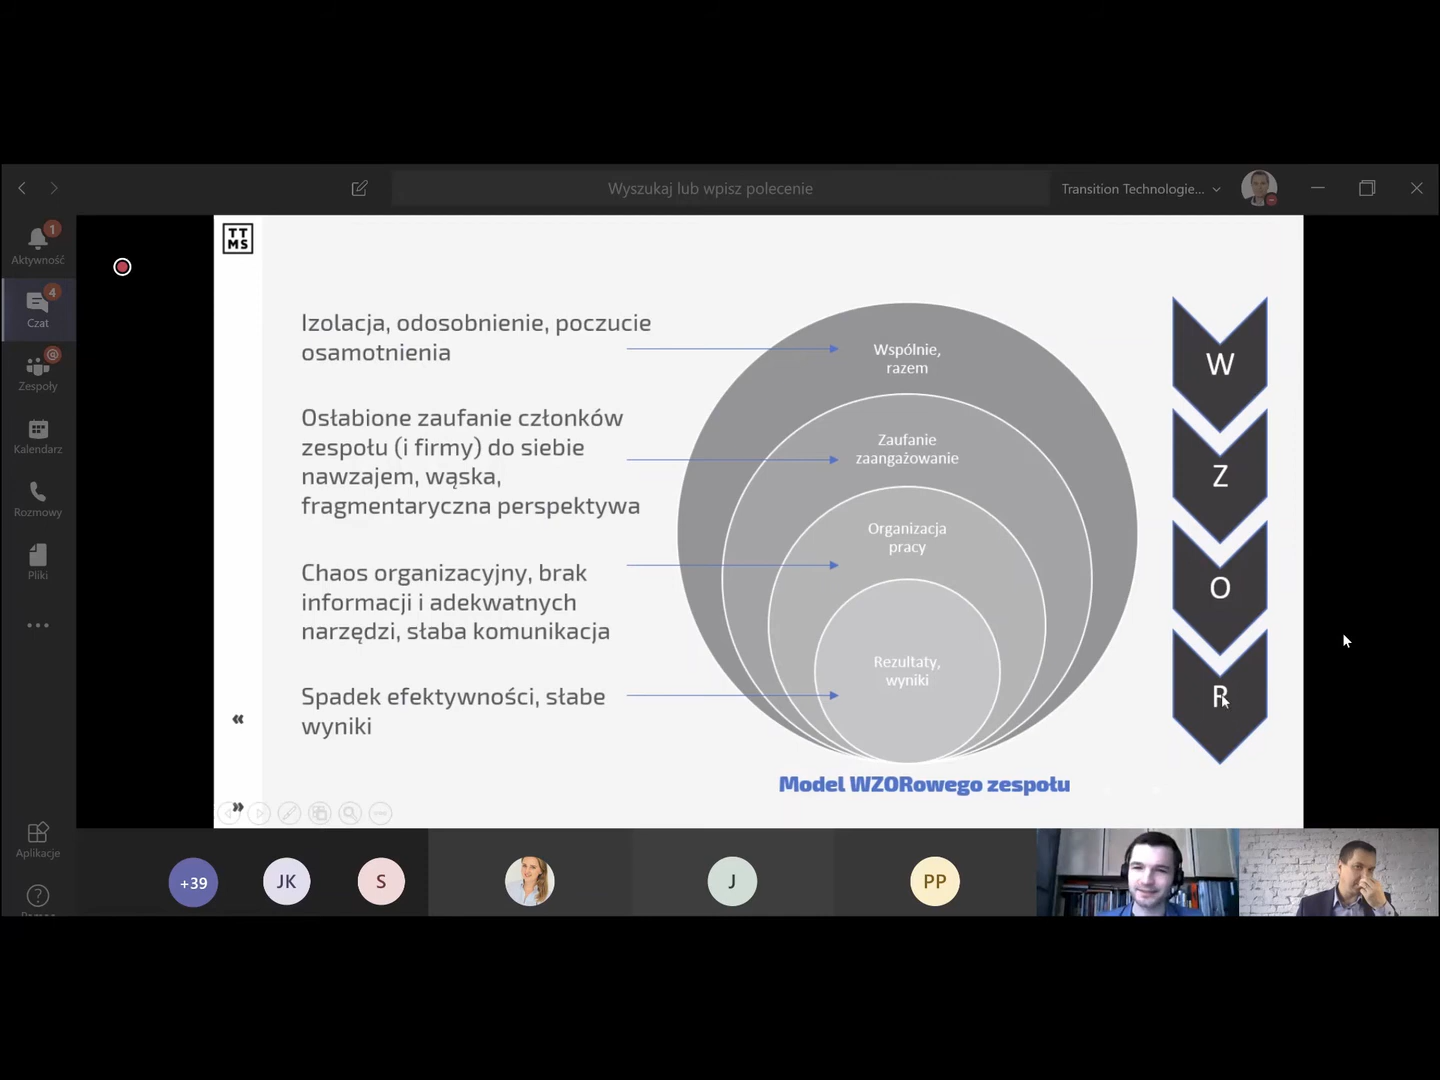 Wyszukaj lub wpisz polecenie
Transition Technologie...
1
Aktywność
4
Czat
@
Zespoły
Kalendarz
Rozmowy
Pliki
Aplikacje
TT
MS
Izolacja, odosobnienie, poczucie
osamotnienia
Osłabione zaufanie członków
zespołu (i firmy) do siebie
nawzajem, wąska,
fragmentaryczna perspektywa
Chaos organizacyjny, brak
informacji i adekwatnych
narzędzi, słaba komunikacja
Spadek efektywności, słabe
wyniki
Wspólnie,
razem
Zaufanie
zaangażowanie
Organizacja
pracy
Rezultaty,
wyniki
Model WZORowego zespołu
W
Z
O
R
+39
JK
S
J
PP